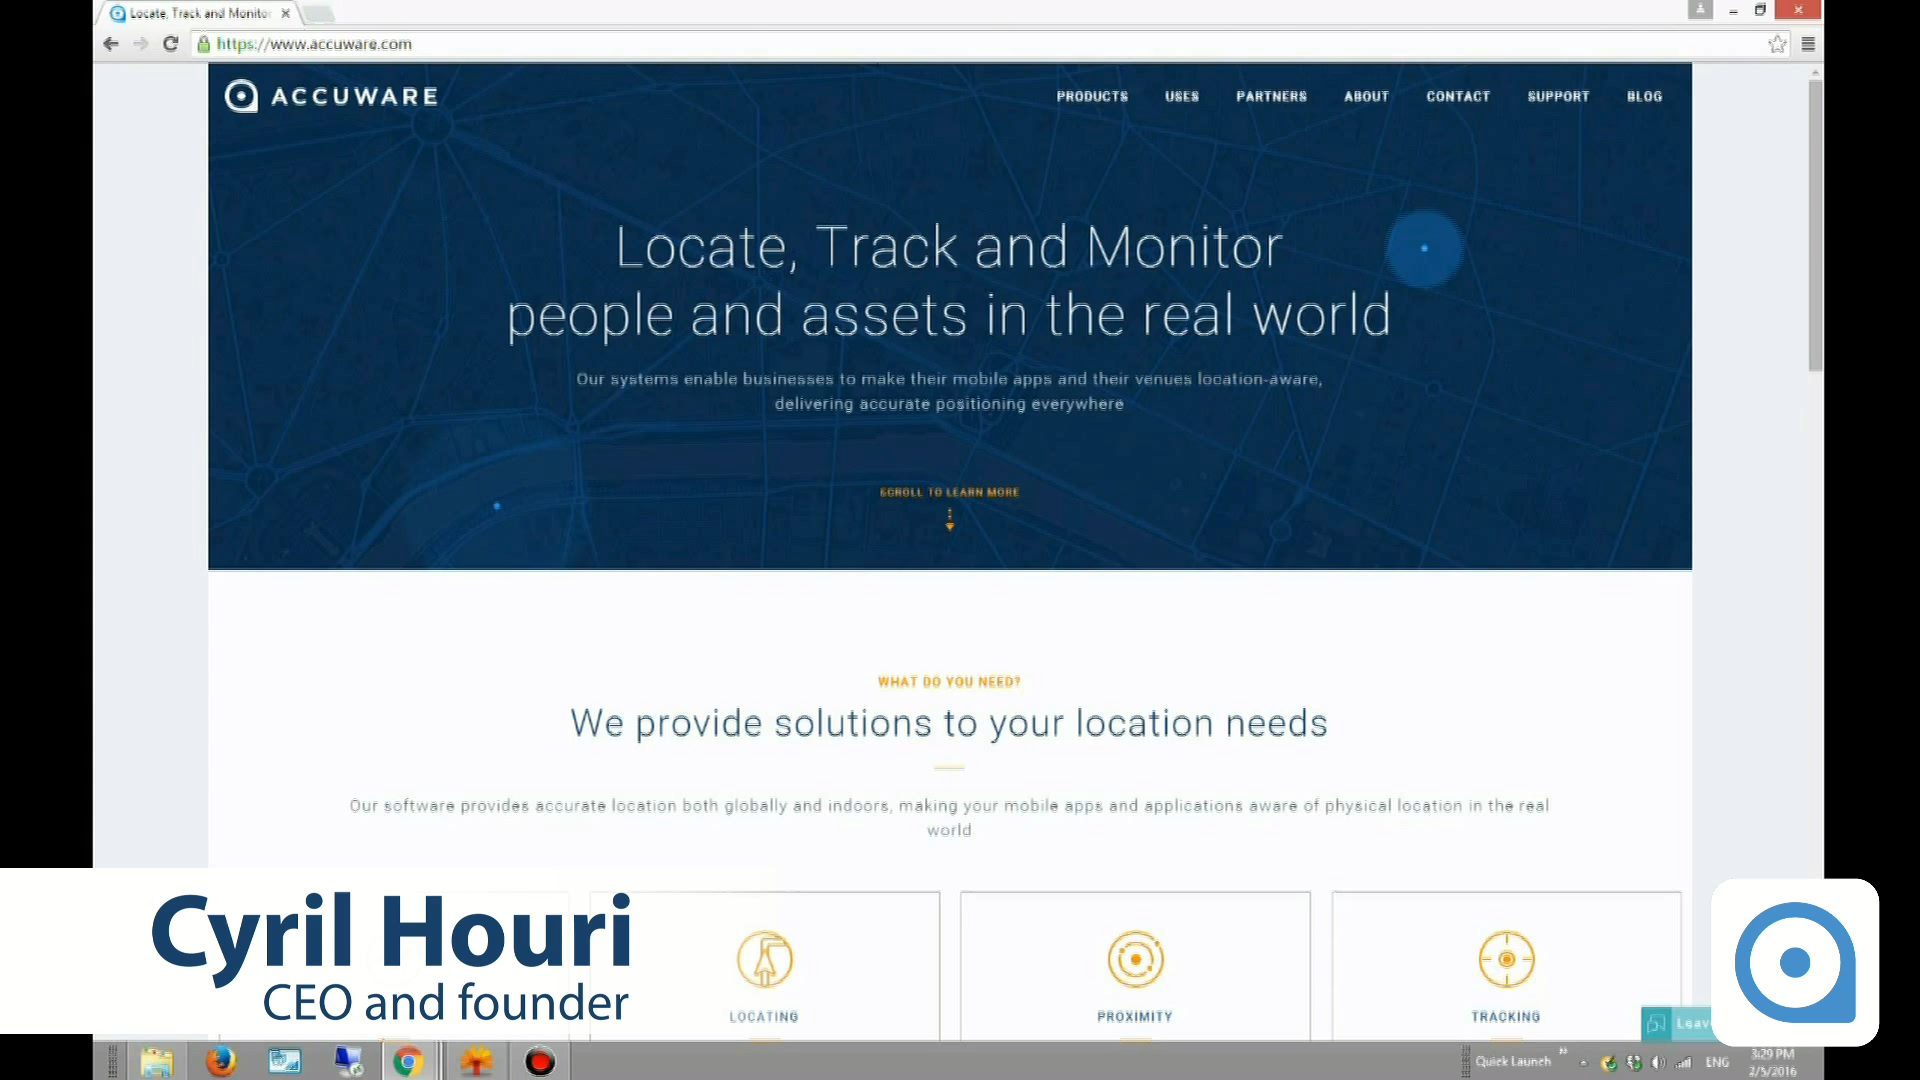 Locate, Track and Monitor
https://www.accuware.com
ACCUWARE
PRODUCTS
USES
PARTNERS
ABOUT
CONTACT
SUPPORT
BLOG
Locate, Track and Monitor
people and assets in the real world
Our systems enable businesses to make their mobile apps and their venues location-aware,
delivering accurate positioning everywhere
SCROLL TO LEARN MORE
WHAT DO YOU NEED?
We provide solutions to your location needs
Our software provides accurate location both globally and indoors, making your mobile apps and applications aware of physical location in the real
world
Cyril Houri
CEO and founder
LOCATING
PROXIMITY
TRACKING
Leav
Quick Launch
ENG
3:29 PM
2/5/2016